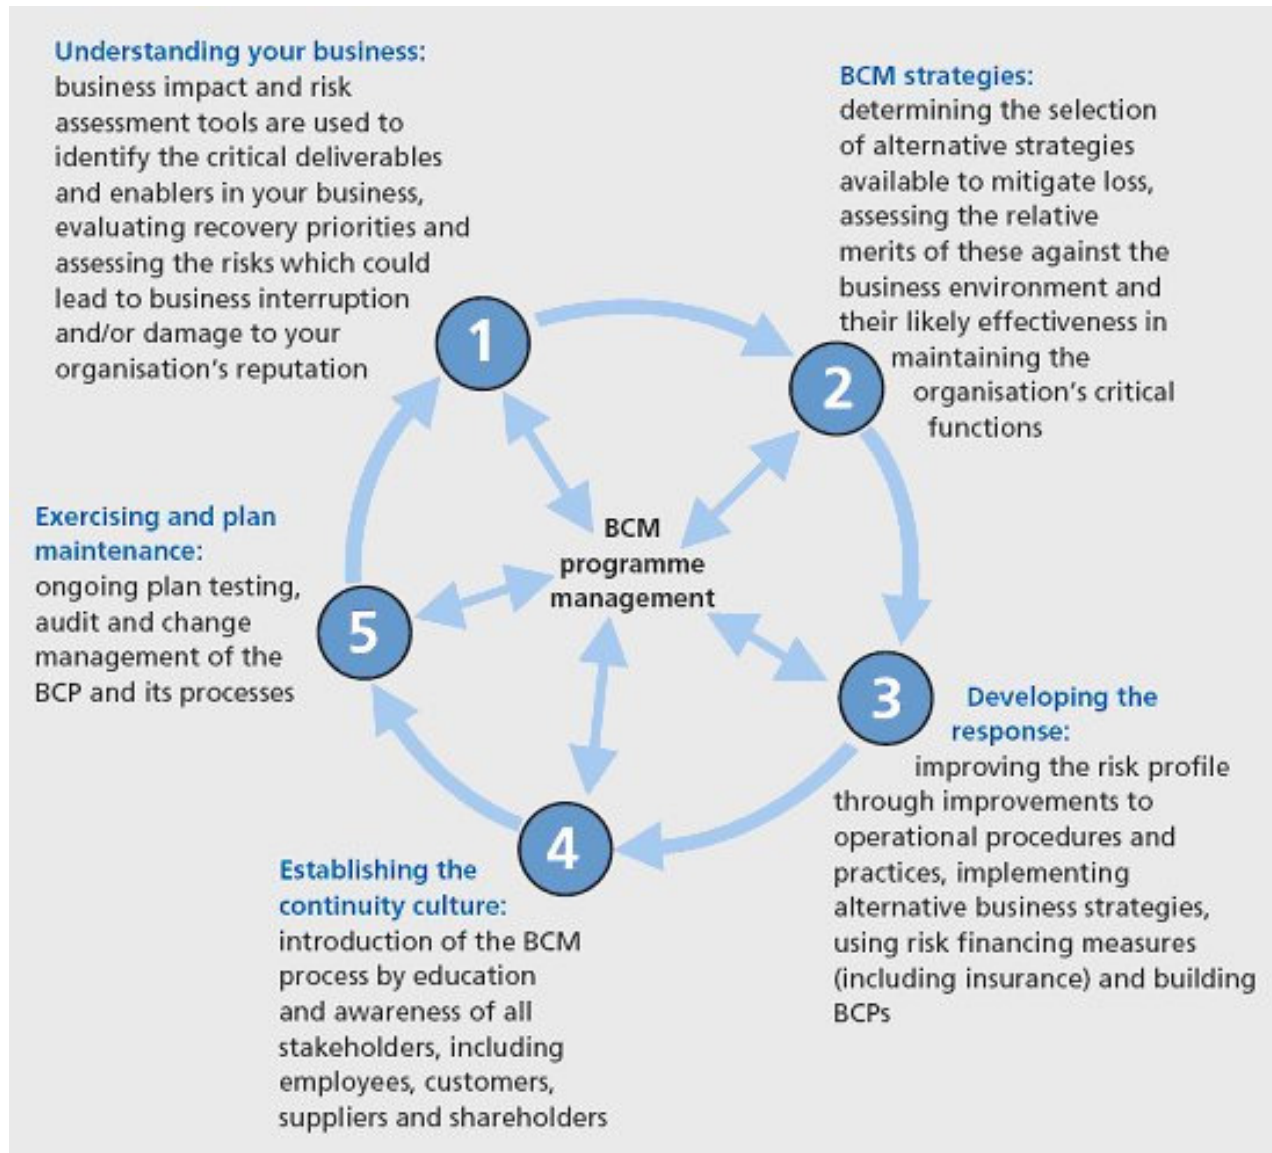 Understanding your business:
business impact and risk
assessment tools are used to
identify the critical deliverables
and enablers in your business,
evaluating recovery priorities and
assessing the risks which could
lead to business interruption
and/or damage to your
organisation's reputation
1
BCM strategies:
determining the selection
of alternative strategies
available to mitigate loss,
assessing the relative
merits of these against the
business environment and
their likely effectiveness in
maintaining the
organisation's critical
functions
2
BCM
programme
management
3
Developing the
response:
improving the risk profile
through improvements to
operational procedures and
practices, implementing
alternative business strategies,
using risk financing measures
(including insurance) and building
BCPs
4
Establishing the
continuity culture:
introduction of the BCM
process by education
and awareness of all
stakeholders, including
employees, customers,
suppliers and shareholders
5
Exercising and plan
maintenance:
ongoing plan testing,
audit and change
management of the
BCP and its processes